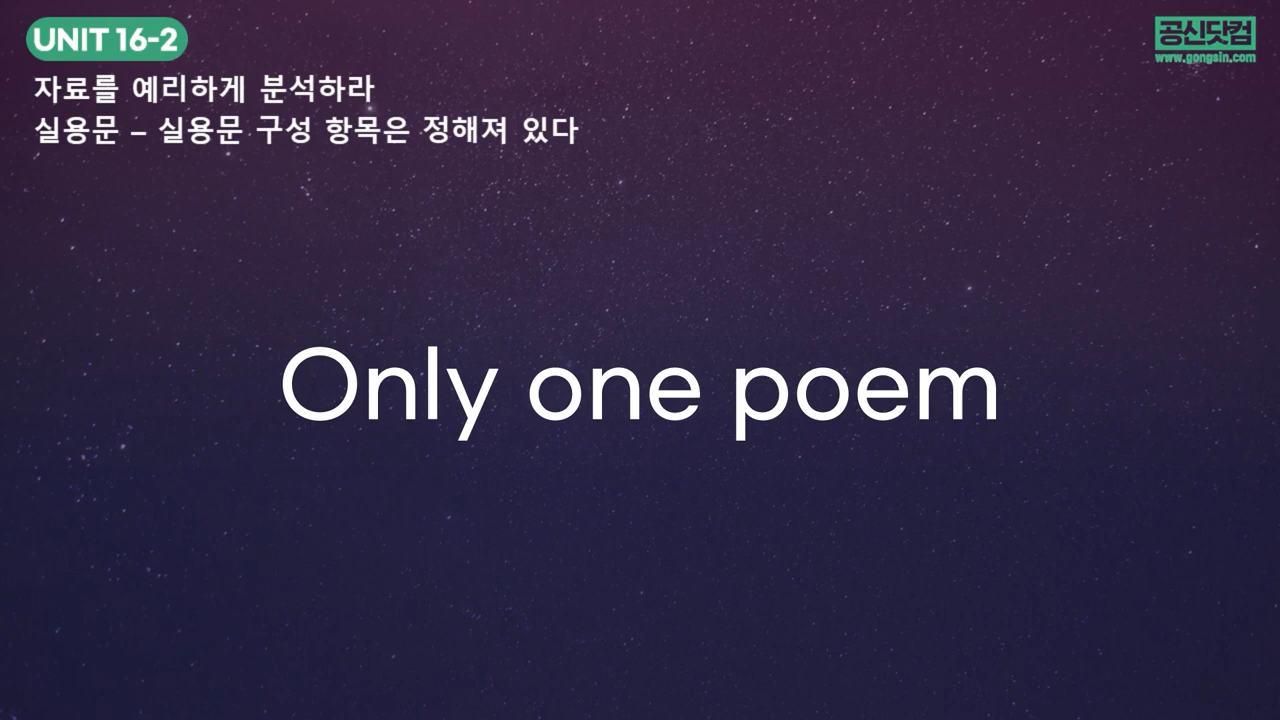 UNIT 16-2
공신닷컴
www.gongsin.com
자료를 예리하게 분석하라
실용문 – 실용문 구성 항목은 정해져 있다
Only one poem